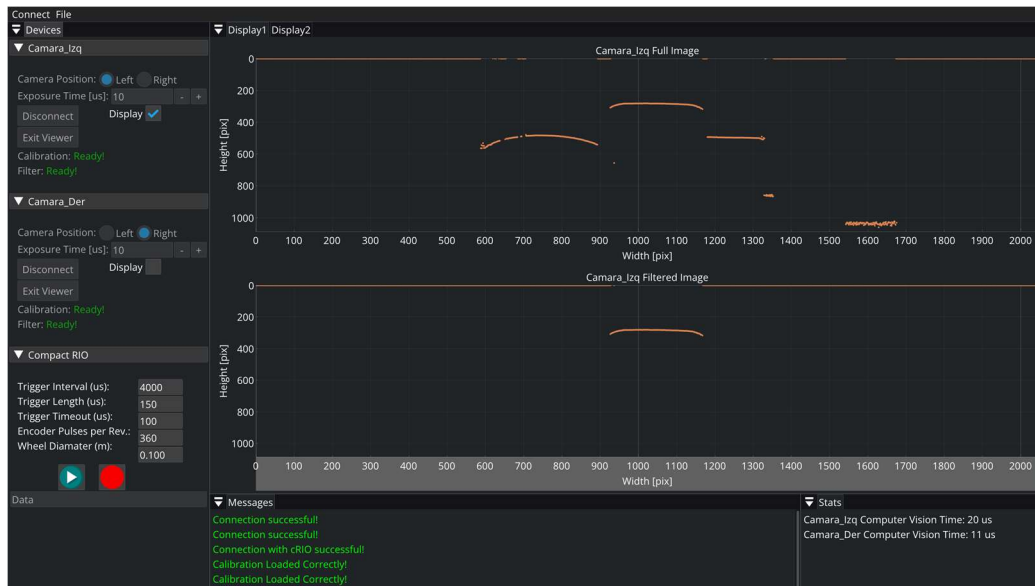 Connect File
Devices
Camara_Izq
Camera Position: Left Right
Exposure Time [us]: 10 - +
Disconnect Display
Exit Viewer
Calibration: Ready!
Filter: Ready!
Camara_Der
Camera Position: Left Right
Exposure Time [us]: 10 - +
Disconnect Display
Exit Viewer
Calibration: Ready!
Filter: Ready!
Compact RIO
Trigger Interval (us): 4000
Trigger Length (us): 150
Trigger Timeout (us): 100
Encoder Pulses per Rev.: 360
Wheel Diamater (m): 0.100
Data
Display1 Display2
Camara_Izq Full Image
Height [pix]
0
200
400
600
800
1000
0 100 200 300 400 500 600 700 800 900 1000 1100 1200 1300 1400 1500 1600 1700 1800 1900 2000
Width [pix]
Camara_Izq Filtered Image
Height [pix]
0
200
400
600
800
1000
0 100 200 300 400 500 600 700 800 900 1000 1100 1200 1300 1400 1500 1600 1700 1800 1900 2000
Width [pix]
Messages
Connection successful!
Connection successful!
Connection with cRIO successful!
Calibration Loaded Correctly!
Calibration Loaded Correctly!
Stats
Camara_Izq Computer Vision Time: 20 us
Camara_Der Computer Vision Time: 11 us